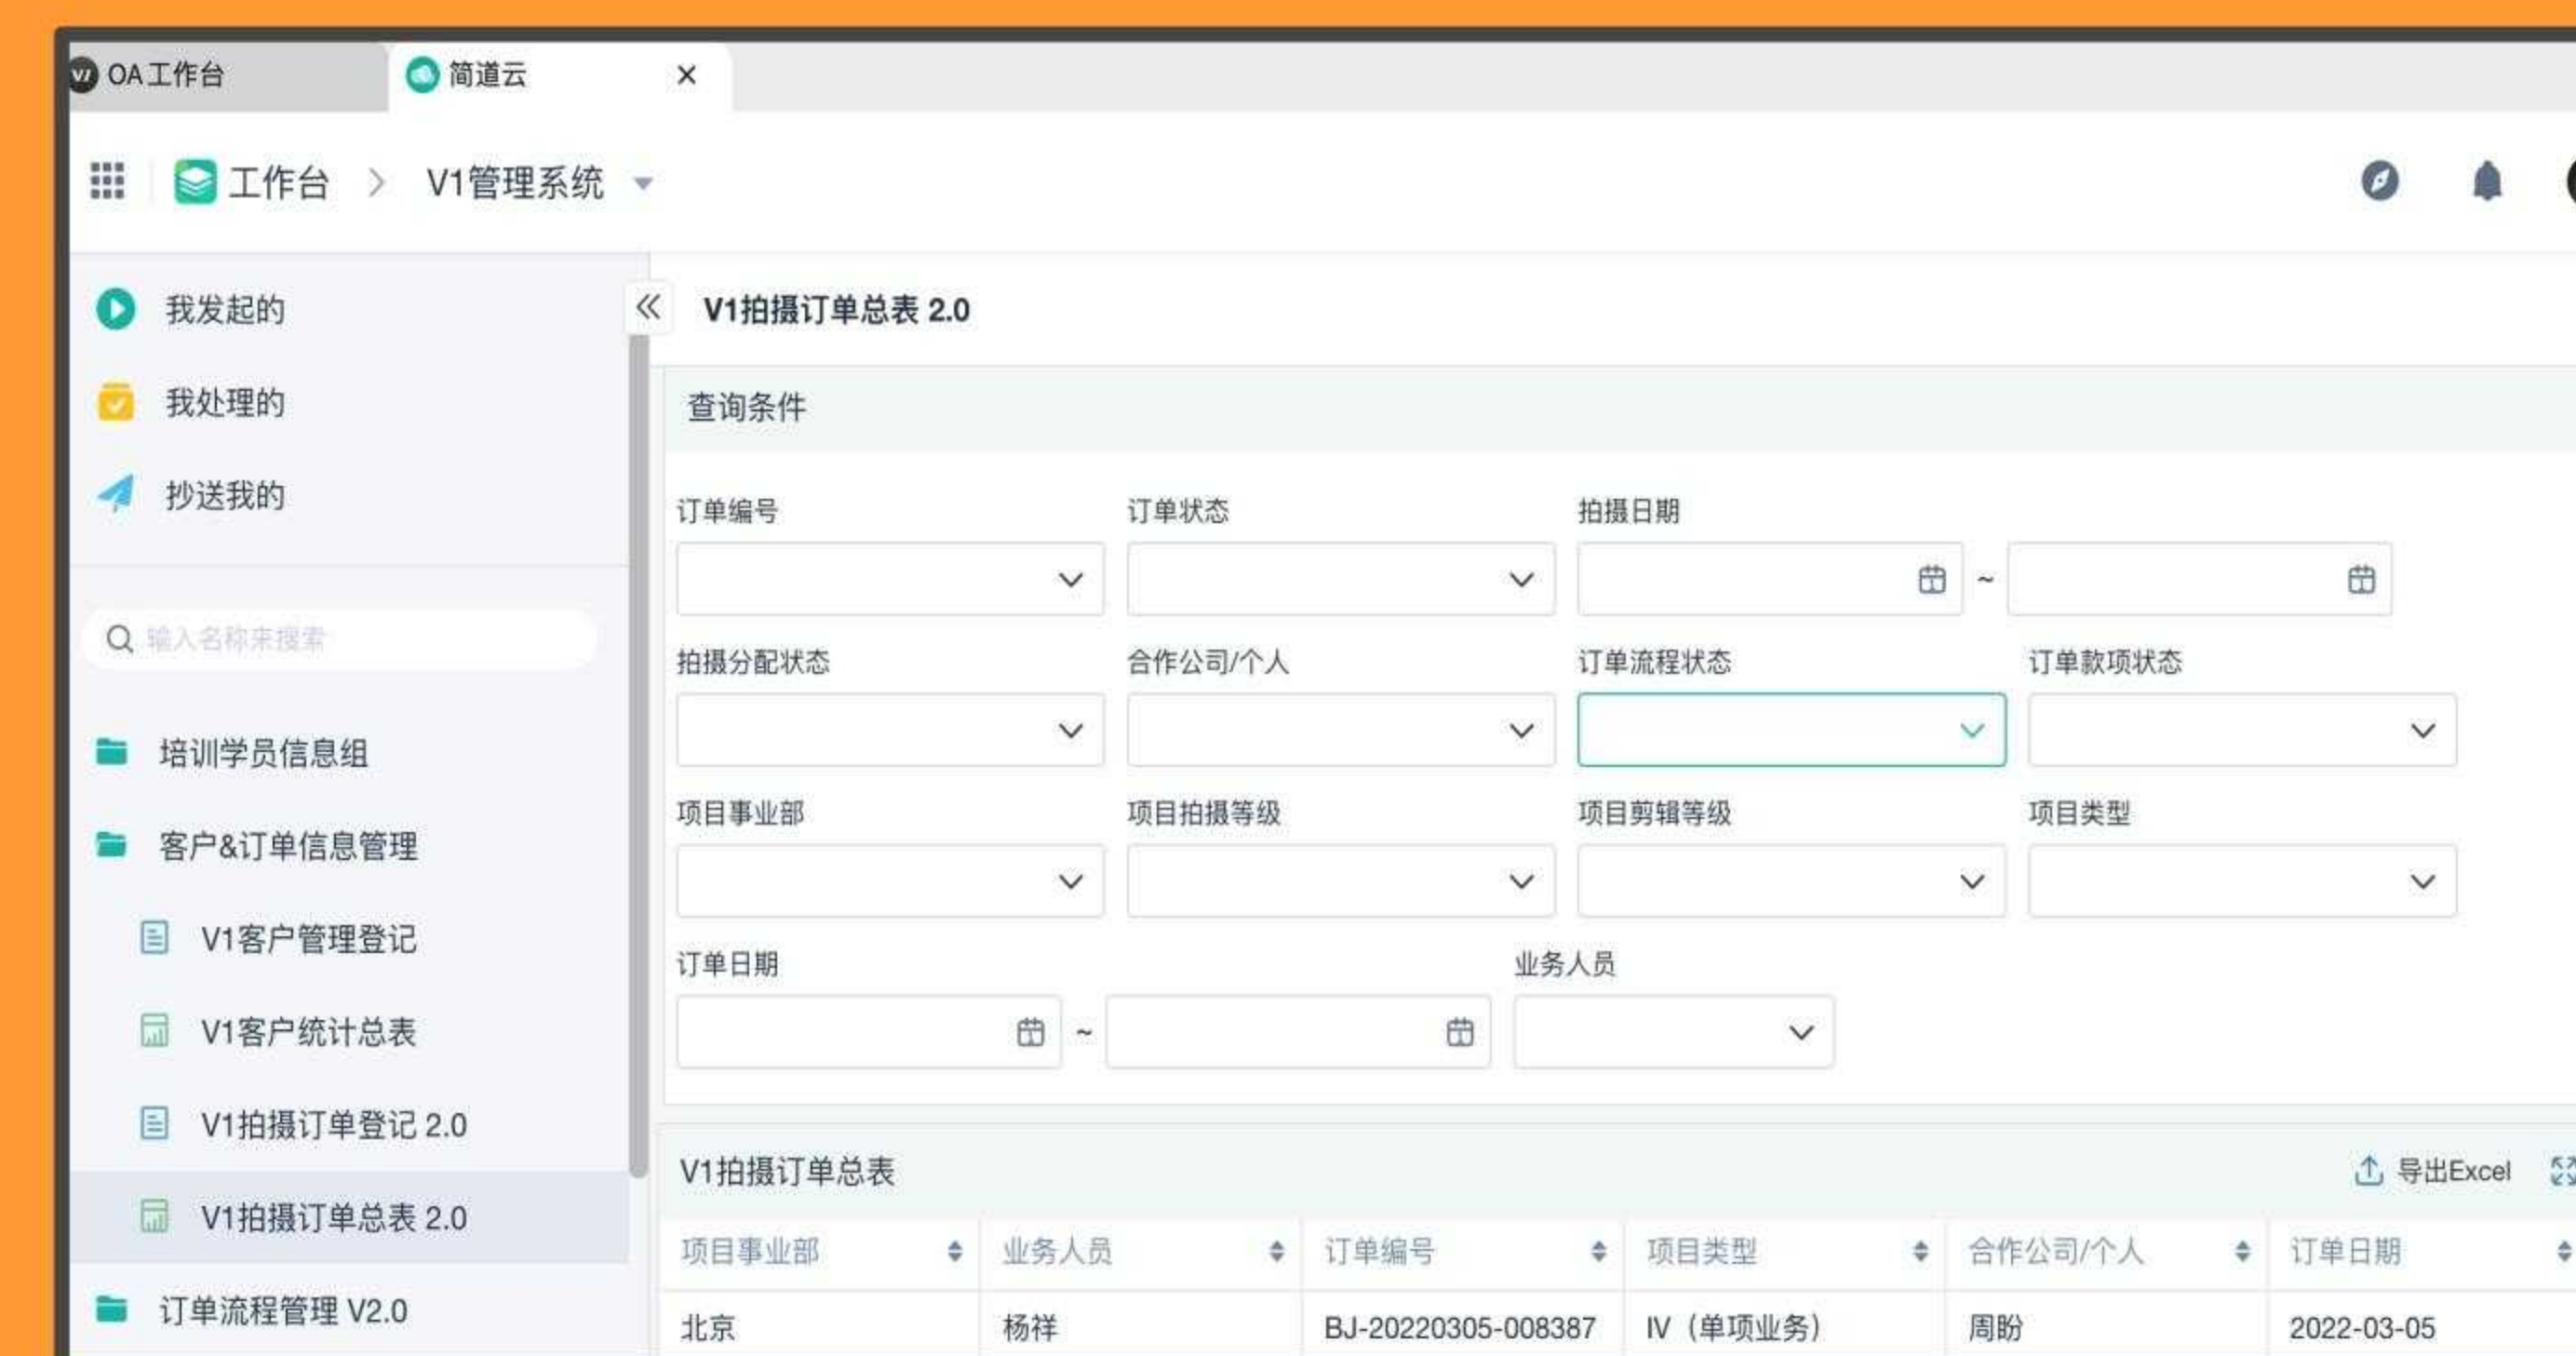 OA工作台
简道云
工作台 > V1管理系统
我发起的
我处理的
抄送我的
输入名称来搜索
培训学员信息组
客户&订单信息管理
V1客户管理登记
V1客户统计总表
V1拍摄订单登记 2.0
V1拍摄订单总表 2.0
订单流程管理 V2.0
V1拍摄订单总表 2.0
查询条件
订单编号 订单状态 拍摄日期
~
拍摄分配状态 合作公司/个人 订单流程状态 订单款项状态
项目事业部 项目拍摄等级 项目剪辑等级 项目类型
订单日期 业务人员
~
V1拍摄订单总表 导出Excel
项目事业部 业务人员 订单编号 项目类型 合作公司/个人 订单日期
北京 杨祥 BJ-20220305-008387 IV（单项业务） 周盼 2022-03-05